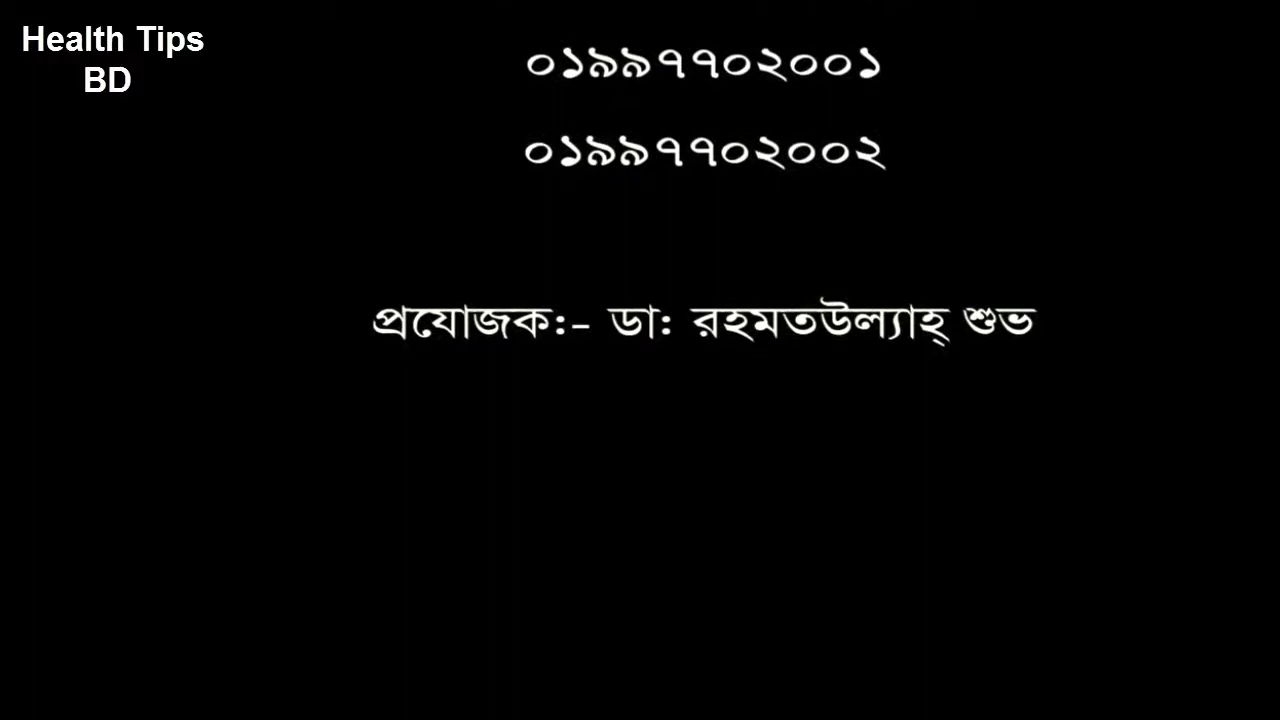 Health Tips
BD
০১৯৯৭৭০২০০১
০১৯৯৭৭০২০০২
প্রযোজক:- ডা: রহমতউল্যাহ্ শুভ